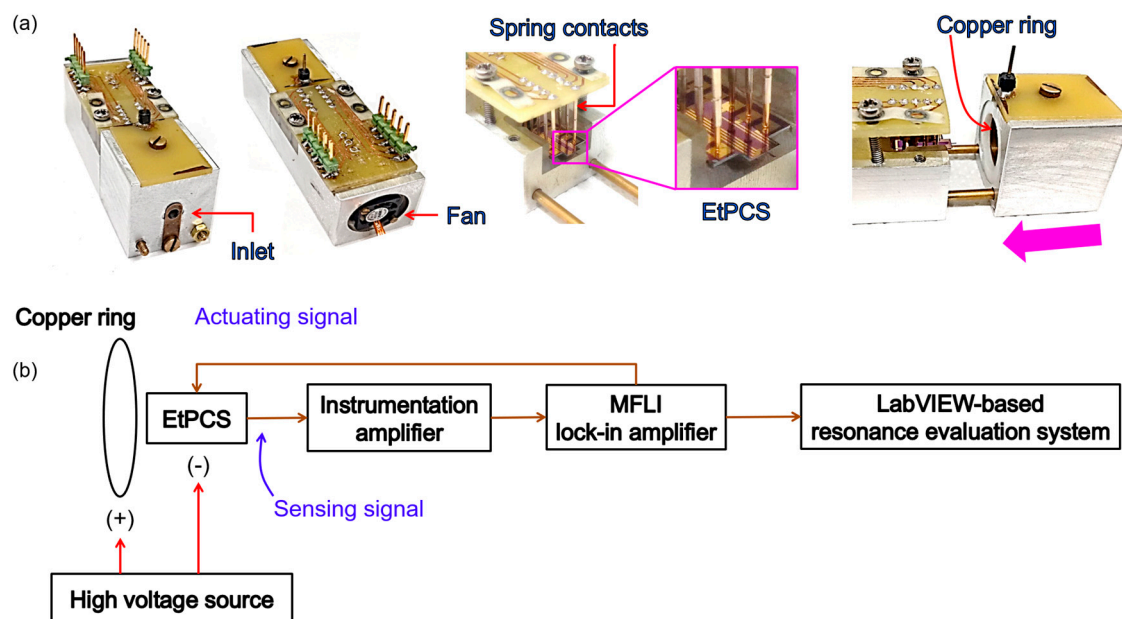 (a)
Spring contacts
Copper ring
Inlet
Fan
EtPCS
Copper ring
Actuating signal
(b)
EtPCS
Instrumentation
amplifier
MFLI
lock-in amplifier
LabVIEW-based
resonance evaluation system
(-)
Sensing signal
(+)
High voltage source